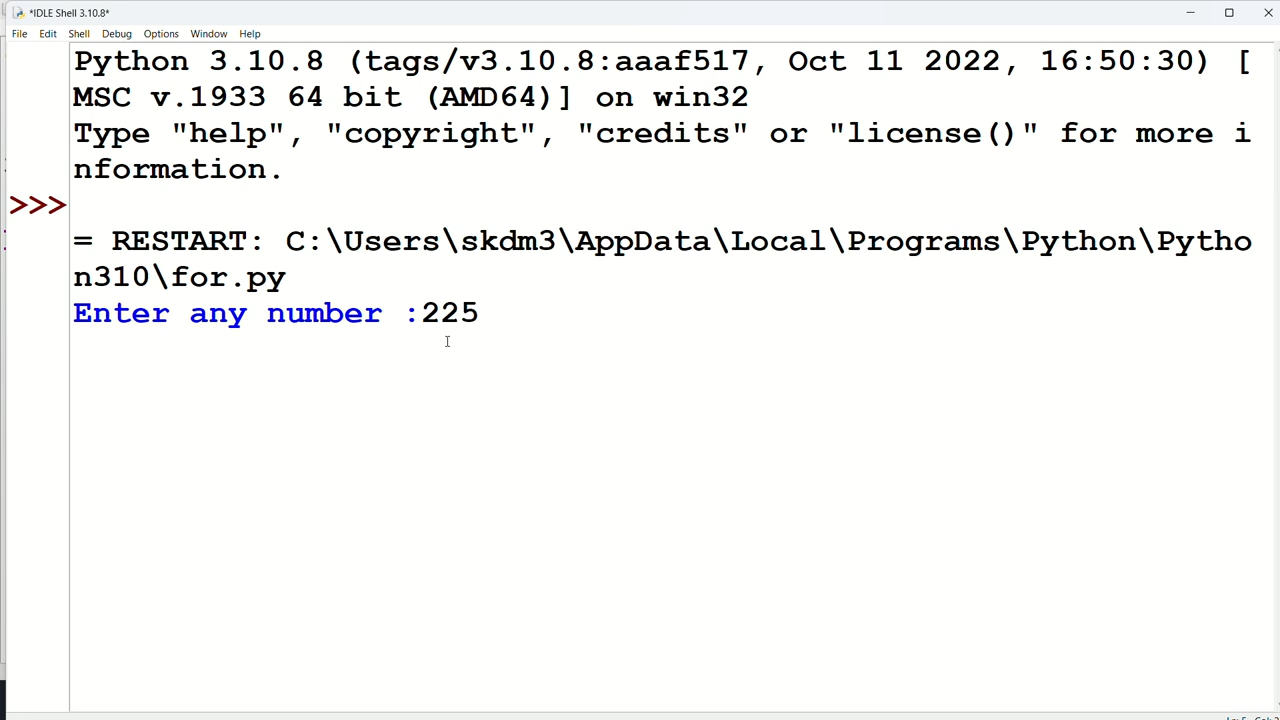 *IDLE Shell 3.10.8*
File Edit Shell Debug Options Window Help
Python 3.10.8 (tags/v3.10.8:aaaf517, Oct 11 2022, 16:50:30) [
MSC v.1933 64 bit (AMD64)] on win32
Type "help", "copyright", "credits" or "license()" for more i
nformation.
>>>
= RESTART: C:\Users\skdm3\AppData\Local\Programs\Python\Pytho
n310\for.py
Enter any number :225